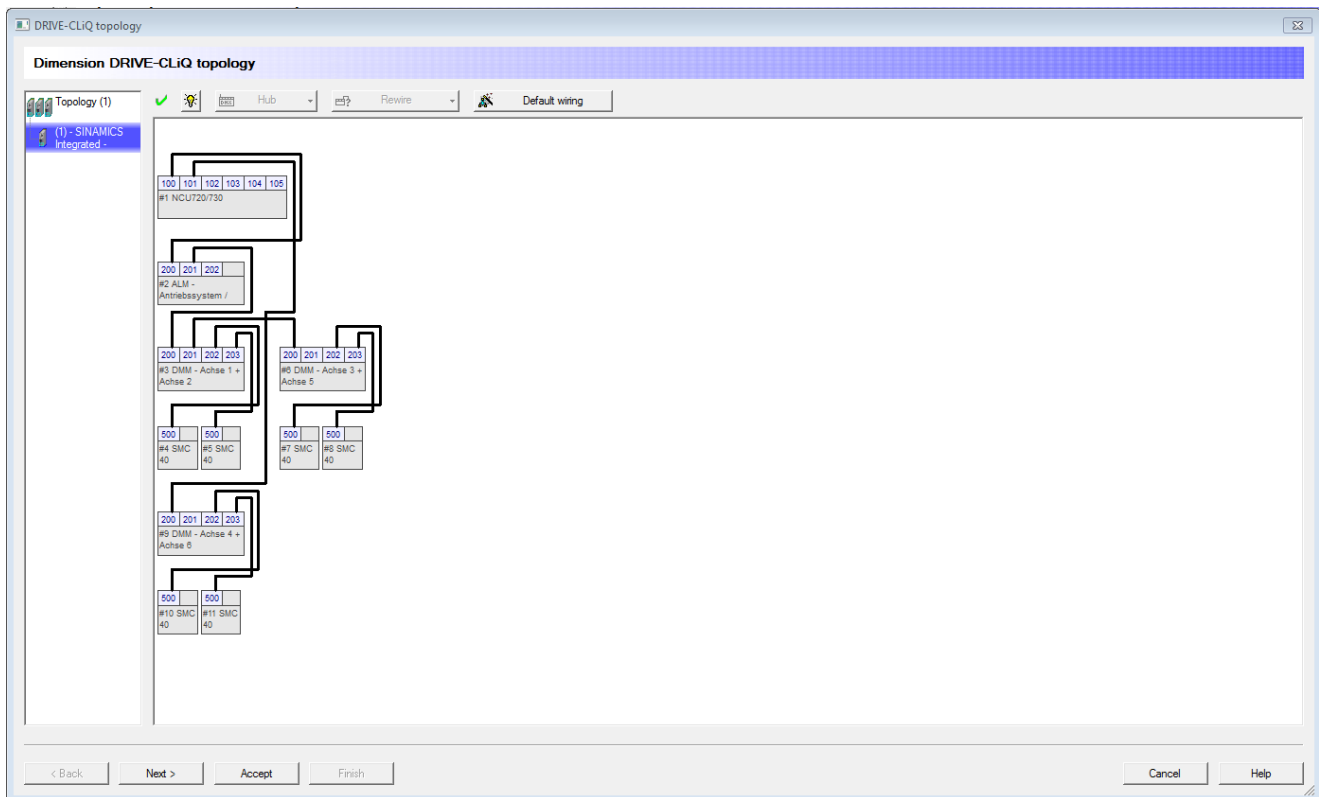 DRIVE-CLiQ topology
Dimension DRIVE-CLiQ topology
Topology (1)
(1) - SINAMICS
Integrated -
Hub
Rewire
Default wiring
100 101 102 103 104 105
#1 NCU720/730
200 201 202
#2 ALM -
Antriebssystem /
200 201 202 203
#3 DMM - Achse 1 +
Achse 2
200 201 202 203
#6 DMM - Achse 3 +
Achse 5
500
#4 SMC
40
500
#5 SMC
40
500
#7 SMC
40
500
#8 SMC
40
200 201 202 203
#9 DMM - Achse 4 +
Achse 6
500
#10 SMC
40
500
#11 SMC
40
< Back
Next >
Accept
Finish
Cancel
Help